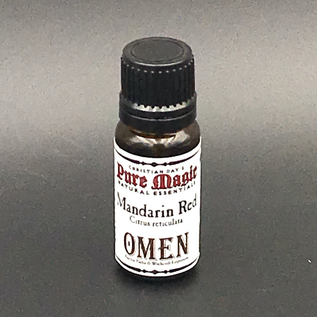 CHRISTIAN DAY'S
Pure Magic
NATURAL ESSENTIALS
Mandarin Red
Citrus reticulata
OMEN